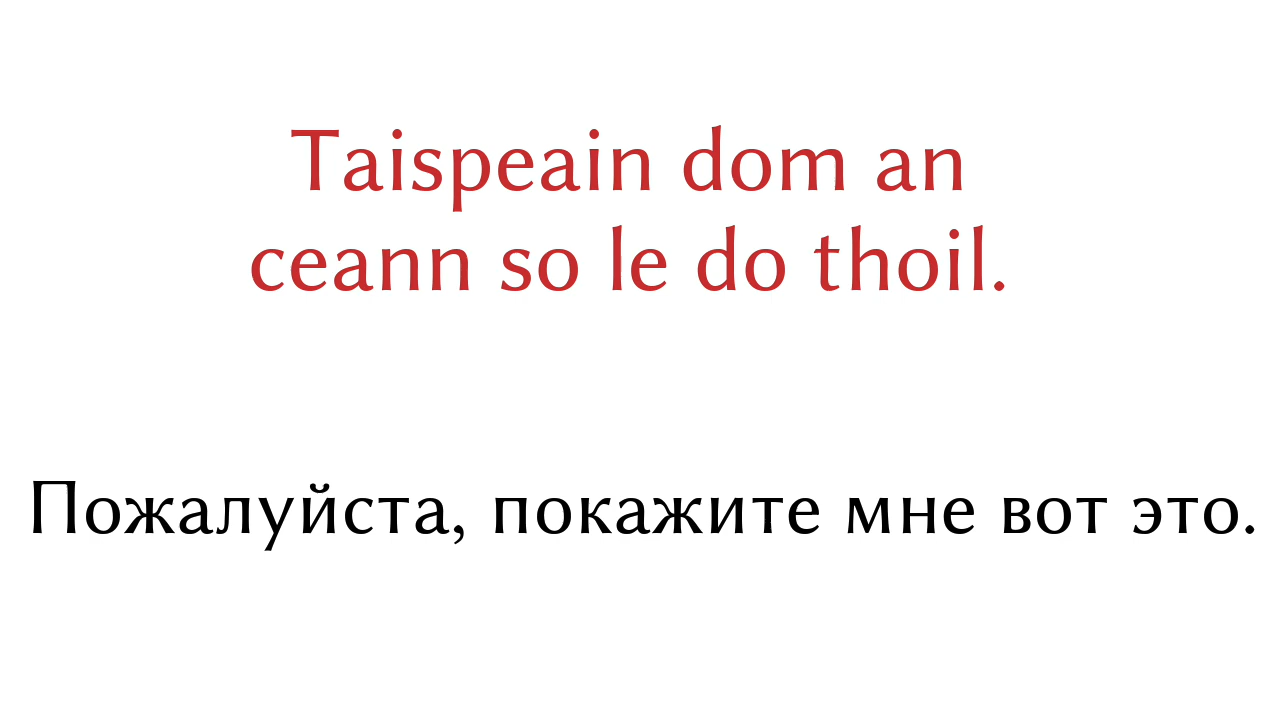 Taispeain dom an
ceann so le do thoil.
Пожалуйста, покажите мне вот это.